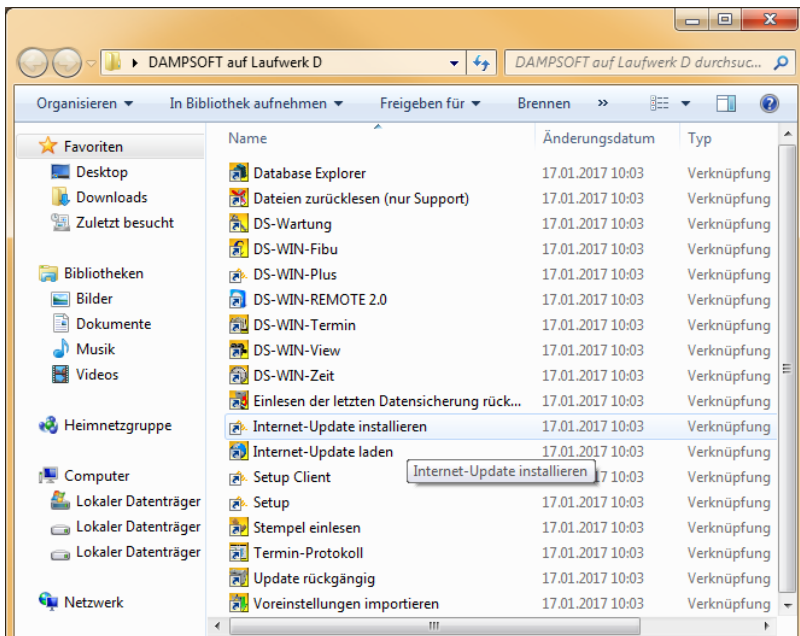 DAMPSOFT auf Laufwerk D
DAMPSOFT auf Laufwerk D durchsuc...
Organisieren In Bibliothek aufnehmen Freigeben für Brennen »
Favoriten
Desktop
Downloads
Zuletzt besucht
Bibliotheken
Bilder
Dokumente
Musik
Videos
Heimnetzgruppe
Computer
Lokaler Datenträger
Lokaler Datenträger
Lokaler Datenträger
Netzwerk
Name Änderungsdatum Typ
Database Explorer 17.01.2017 10:03 Verknüpfung
Dateien zurücklesen (nur Support) 17.01.2017 10:03 Verknüpfung
DS-Wartung 17.01.2017 10:03 Verknüpfung
DS-WIN-Fibu 17.01.2017 10:03 Verknüpfung
DS-WIN-Plus 17.01.2017 10:03 Verknüpfung
DS-WIN-REMOTE 2.0 17.01.2017 10:03 Verknüpfung
DS-WIN-Termin 17.01.2017 10:03 Verknüpfung
DS-WIN-View 17.01.2017 10:03 Verknüpfung
DS-WIN-Zeit 17.01.2017 10:03 Verknüpfung
Einlesen der letzten Datensicherung rück... 17.01.2017 10:03 Verknüpfung
Internet-Update installieren 17.01.2017 10:03 Verknüpfung
Internet-Update laden 17.01.2017 10:03 Verknüpfung
Internet-Update installieren
Setup Client 17 10:03 Verknüpfung
Setup 17.01.2017 10:03 Verknüpfung
Stempel einlesen 17.01.2017 10:03 Verknüpfung
Termin-Protokoll 17.01.2017 10:03 Verknüpfung
Update rückgängig 17.01.2017 10:03 Verknüpfung
Voreinstellungen importieren 17.01.2017 10:03 Verknüpfung